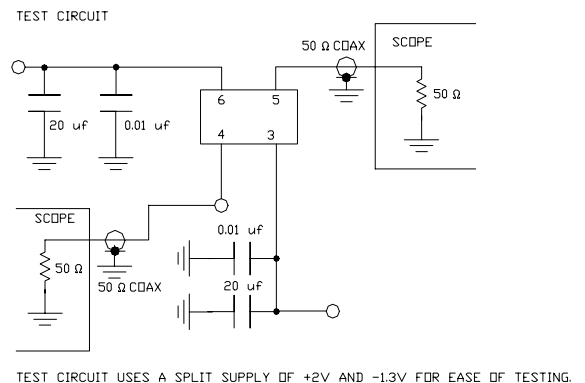 TEST CIRCUIT
50 Ω COAX
SCOPE
6
5
50 Ω
20 uf
0.01 uf
4
3
SCOPE
0.01 uf
50 Ω
50 Ω COAX
20 uf
TEST CIRCUIT USES A SPLIT SUPPLY OF +2V AND -1.3V FOR EASE OF TESTING.